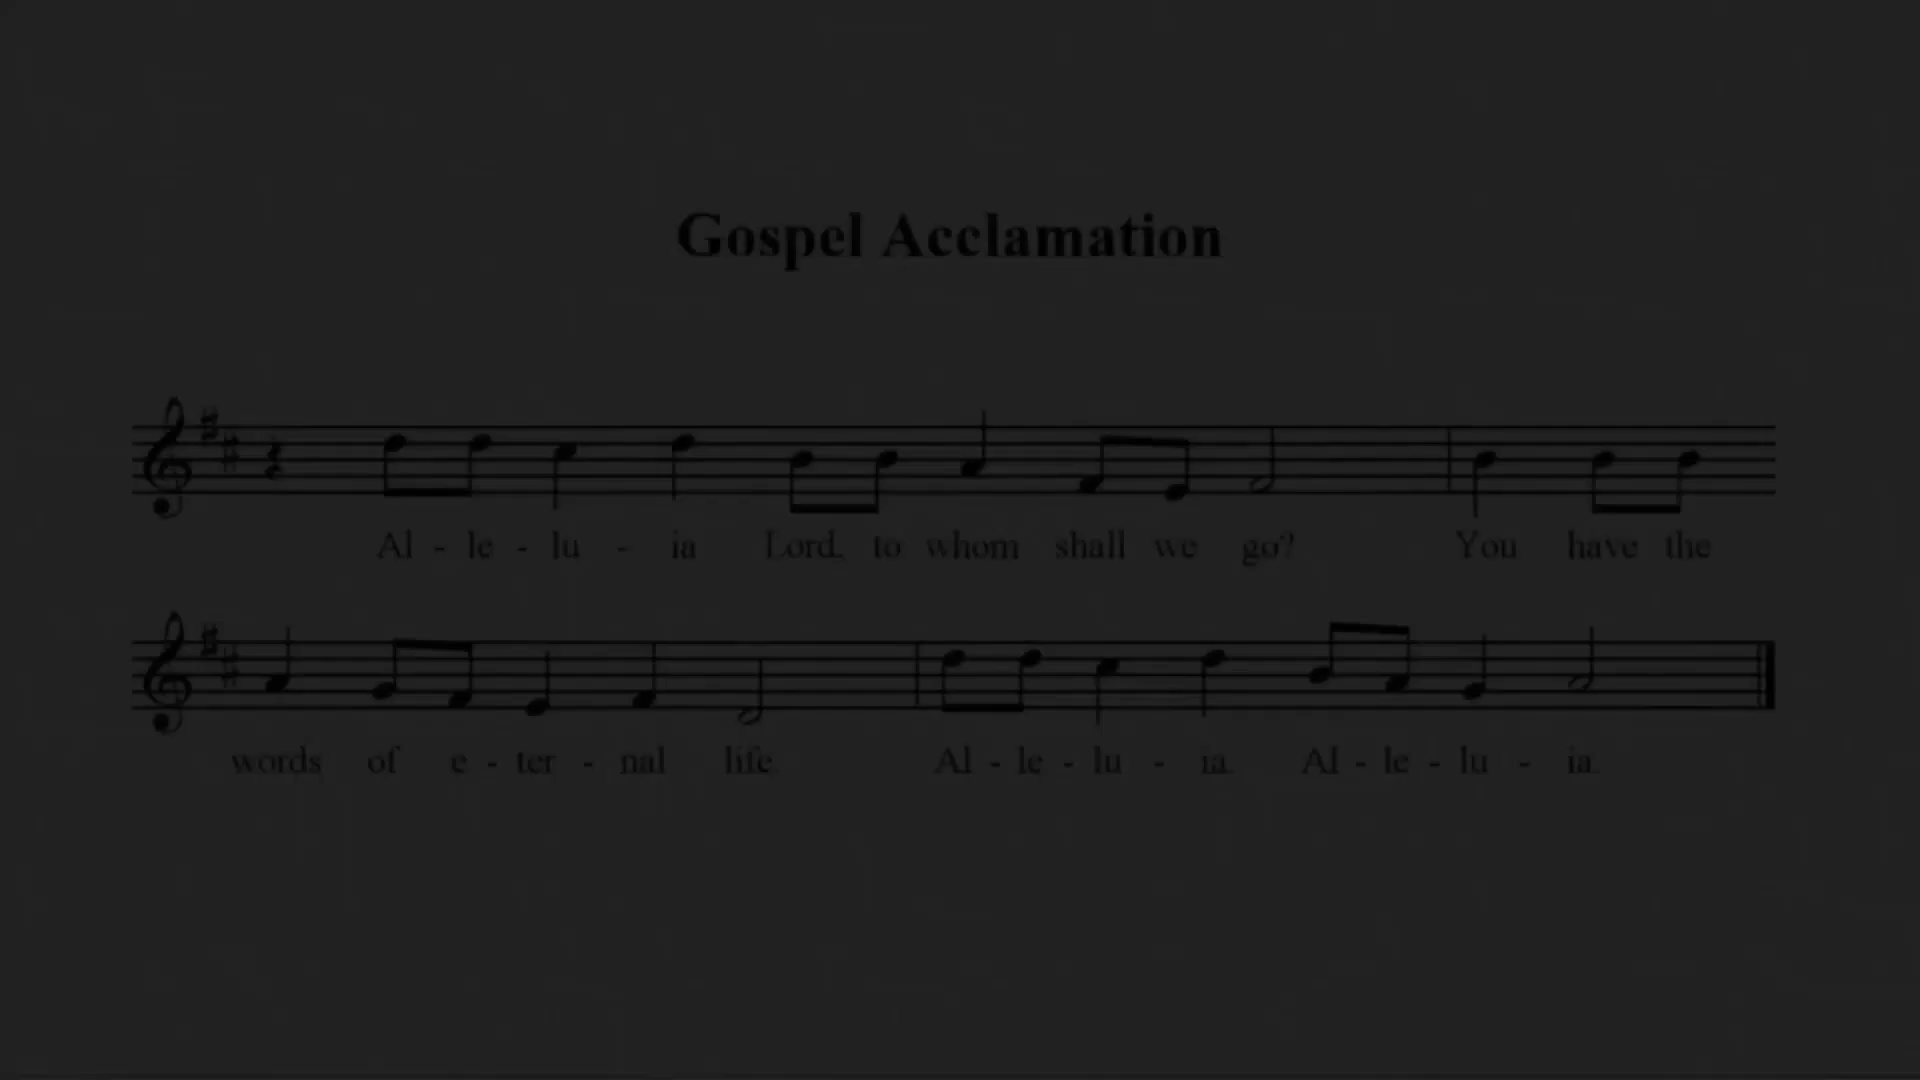 Gospel Acclamation
Al - le - lu - ia Lord, to whom shall we go? You have the
words of e - ter - nal life. Al - le - lu - ia. Al - le - lu - ia.